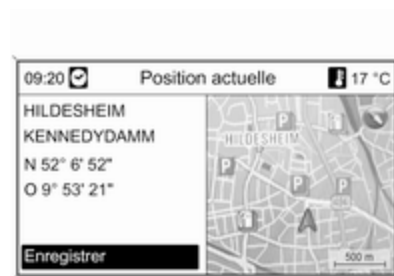 09:20 Position actuelle 17 °C
HILDESHEIM
KENNEDYDAMM
N 52° 6' 52"
O 9° 53' 21"
Enregistrer
HILDESHEIM
P
P
P
P
500 m